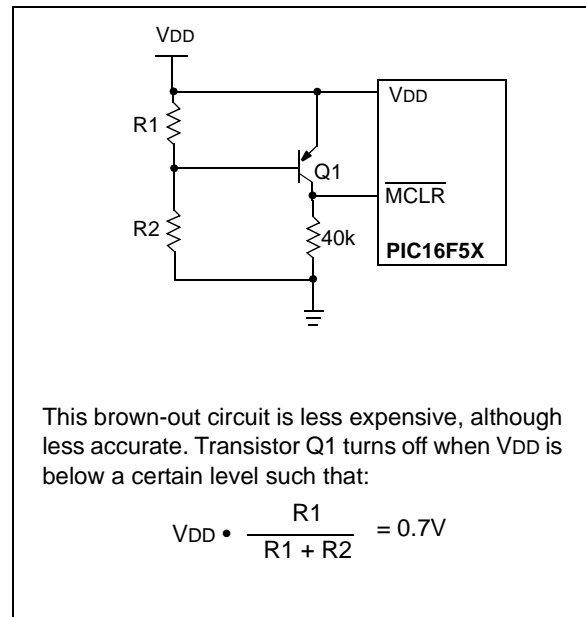 VDD
VDD
R1
Q1
MCLR
R2
40k
PIC16F5X
This brown-out circuit is less expensive, although
less accurate. Transistor Q1 turns off when VDD is
below a certain level such that:
VDD • R1 / R1 + R2 = 0.7V